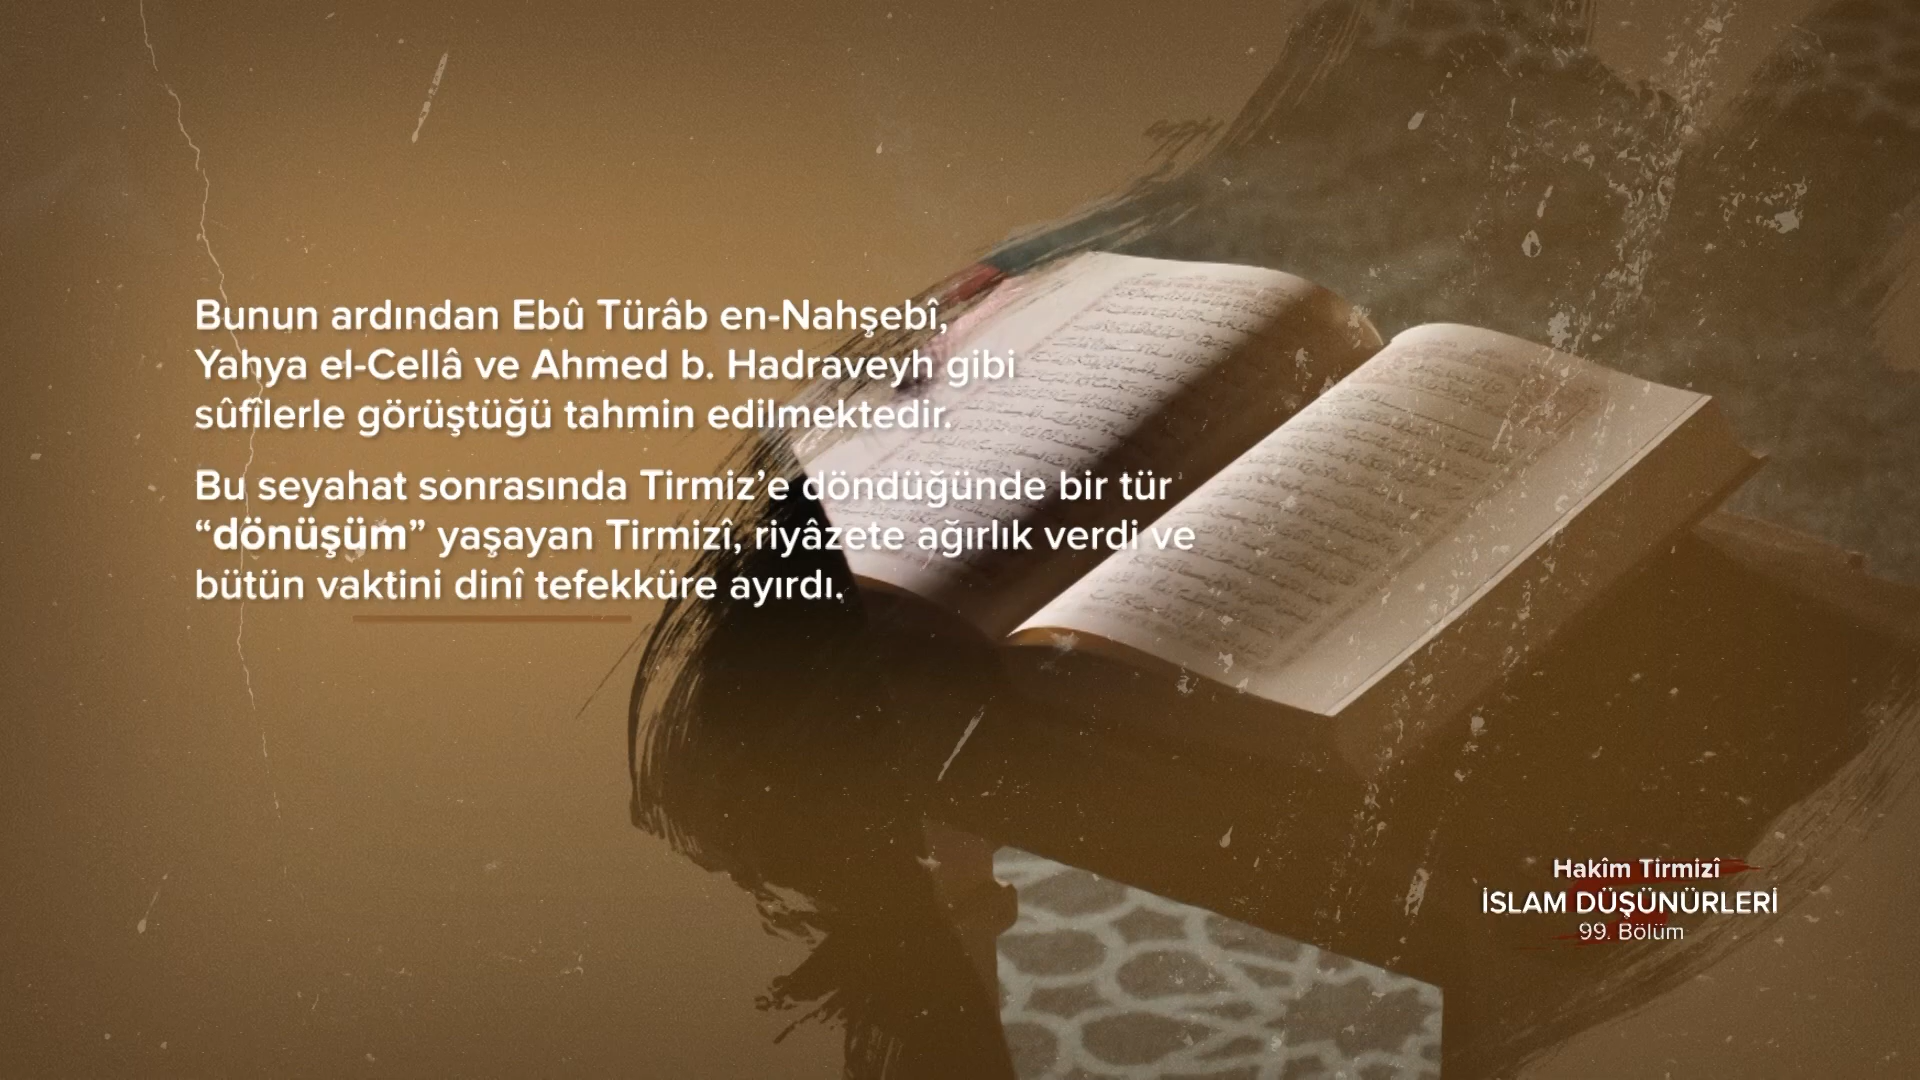 Bunun ardından Ebû Türâb en-Nahşebî,
Yahya el-Cellâ ve Ahmed b. Hadraveyh gibi
sûfîlerle görüştüğü tahmin edilmektedir.
Bu seyahat sonrasında Tirmiz’e döndüğünde bir tür
“dönüşüm” yaşayan Tirmizî, riyâzete ağırlık verdi ve
bütün vaktini dinî tefekküre ayırdı.
Hakîm Tirmizî
İSLAM DÜŞÜNÜRLERİ
99. Bölüm